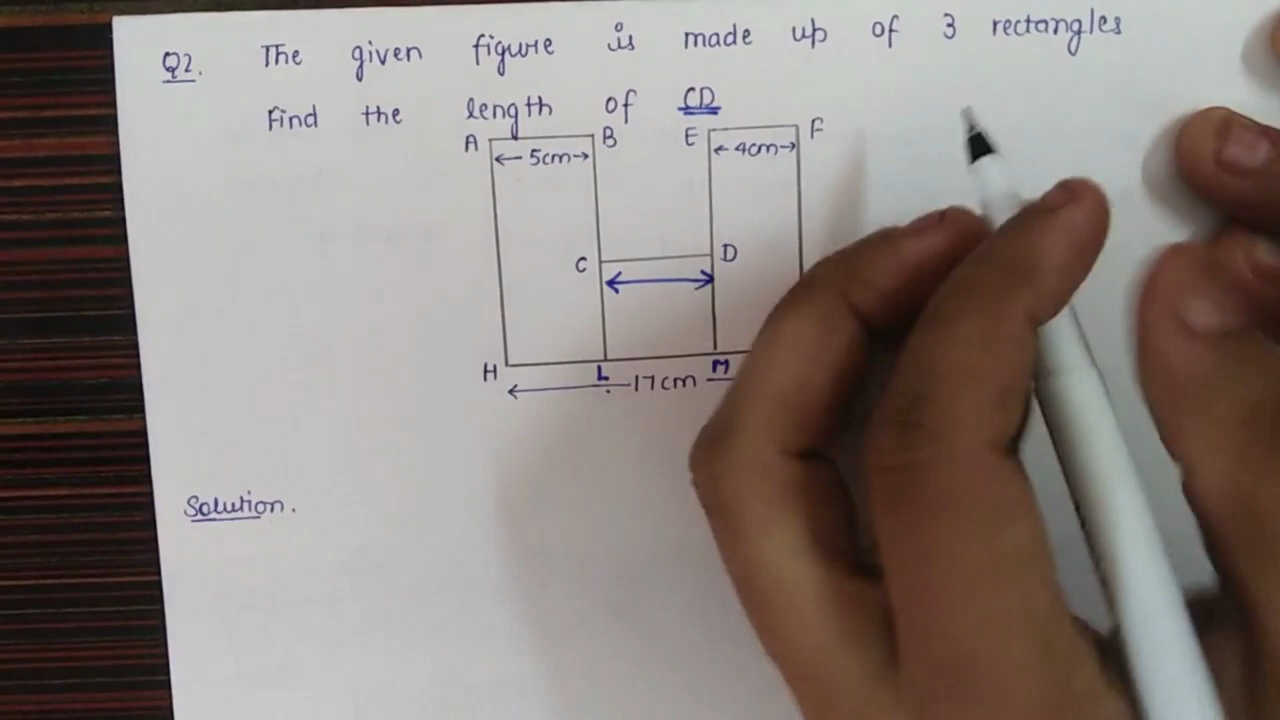 Q2. The given figure is made up of 3 rectangles
Find the length of CD
A B E F
← 5cm → ← 4cm →
C D
H L M
17cm
Solution.